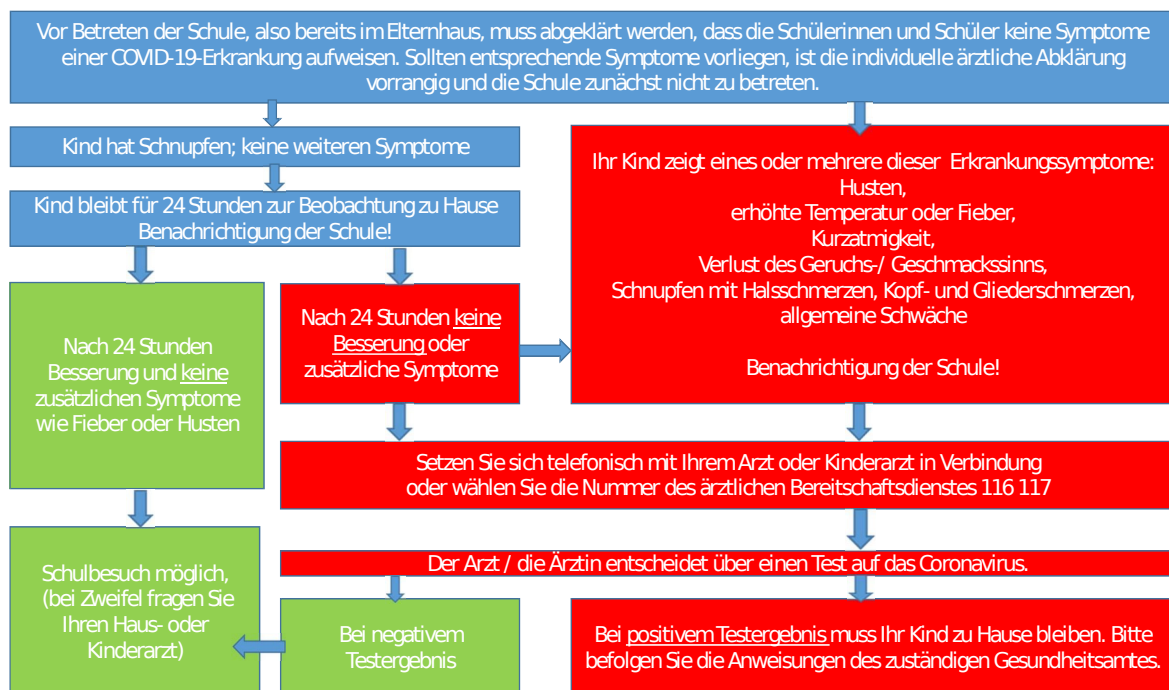 Vor Betreten der Schule, also bereits im Elternhaus, muss abgeklärt werden, dass die Schülerinnen und Schüler keine Symptome
einer COVID-19-Erkrankung aufweisen. Sollten entsprechende Symptome vorliegen, ist die individuelle ärztliche Abklärung
vorrangig und die Schule zunächst nicht zu betreten.
Kind hat Schnupfen; keine weiteren Symptome
Kind bleibt für 24 Stunden zur Beobachtung zu Hause
Benachrichtigung der Schule!
Nach 24 Stunden
Besserung und keine
zusätzlichen Symptome
wie Fieber oder Husten
Nach 24 Stunden keine
Besserung oder
zusätzliche Symptome
Ihr Kind zeigt eines oder mehrere dieser Erkrankungssymptome:
Husten,
erhöhte Temperatur oder Fieber,
Kurzatmigkeit,
Verlust des Geruchs-/ Geschmackssinns,
Schnupfen mit Halsschmerzen, Kopf- und Gliederschmerzen,
allgemeine Schwäche
Benachrichtigung der Schule!
Setzen Sie sich telefonisch mit Ihrem Arzt oder Kinderarzt in Verbindung
oder wählen Sie die Nummer des ärztlichen Bereitschaftsdienstes 116 117
Der Arzt / die Ärztin entscheidet über einen Test auf das Coronavirus.
Schulbesuch möglich,
(bei Zweifel fragen Sie
Ihren Haus- oder
Kinderarzt)
Bei negativem
Testergebnis
Bei positivem Testergebnis muss Ihr Kind zu Hause bleiben. Bitte
befolgen Sie die Anweisungen des zuständigen Gesundheitsamtes.